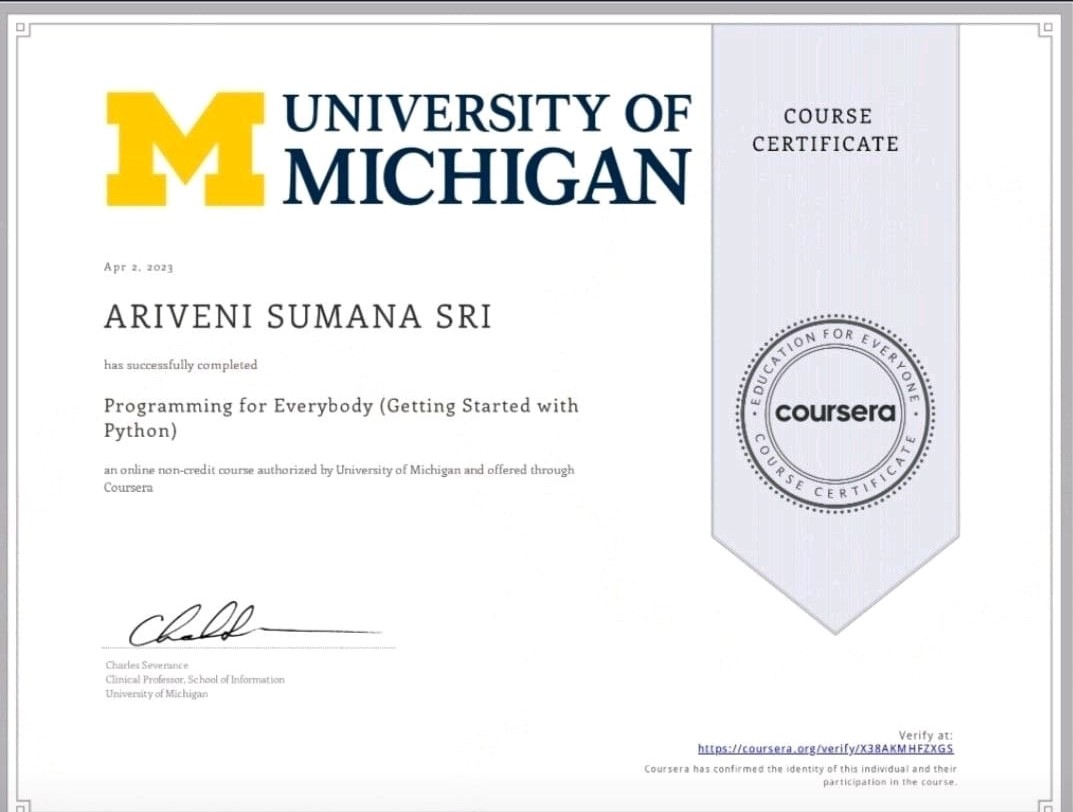 UNIVERSITY OF
MICHIGAN
COURSE
CERTIFICATE
Apr 2, 2023
ARIVENI SUMANA SRI
has successfully completed
Programming for Everybody (Getting Started with
Python)
an online non-credit course authorized by University of Michigan and offered through
Coursera
EDUCATION FOR EVERYONE
coursera
COURSE CERTIFICATE
Charles Severance
Clinical Professor, School of Information
University of Michigan
Verify at:
https://coursera.org/verify/X38AKMHFZXGS
Coursera has confirmed the identity of this individual and their
participation in the course.